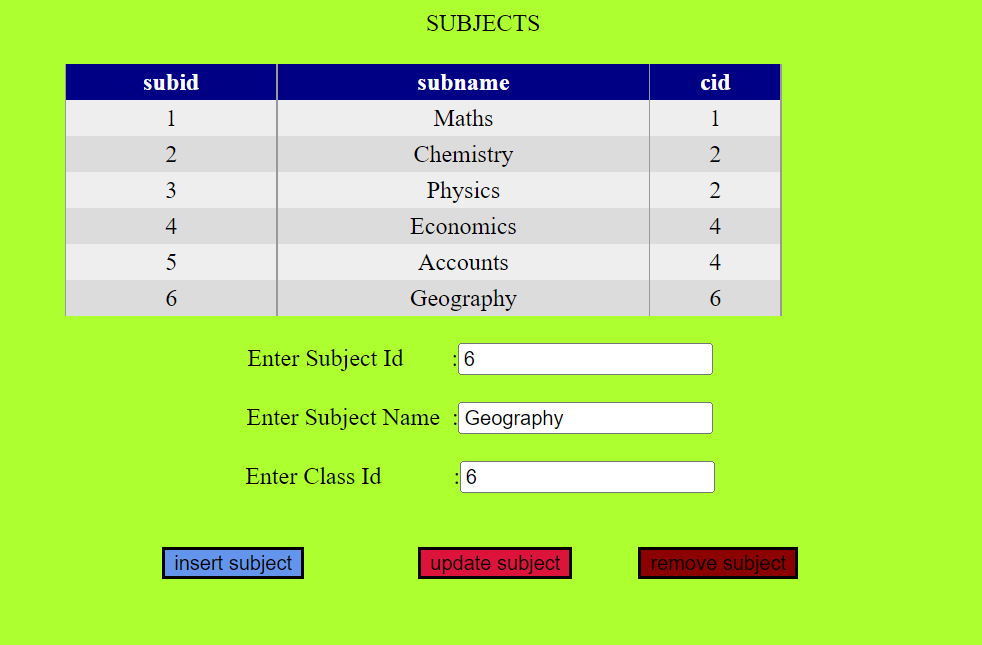 SUBJECTS
subid subname cid
1 Maths 1
2 Chemistry 2
3 Physics 2
4 Economics 4
5 Accounts 4
6 Geography 6
Enter Subject Id :6
Enter Subject Name :Geography
Enter Class Id :6
insert subject update subject remove subject